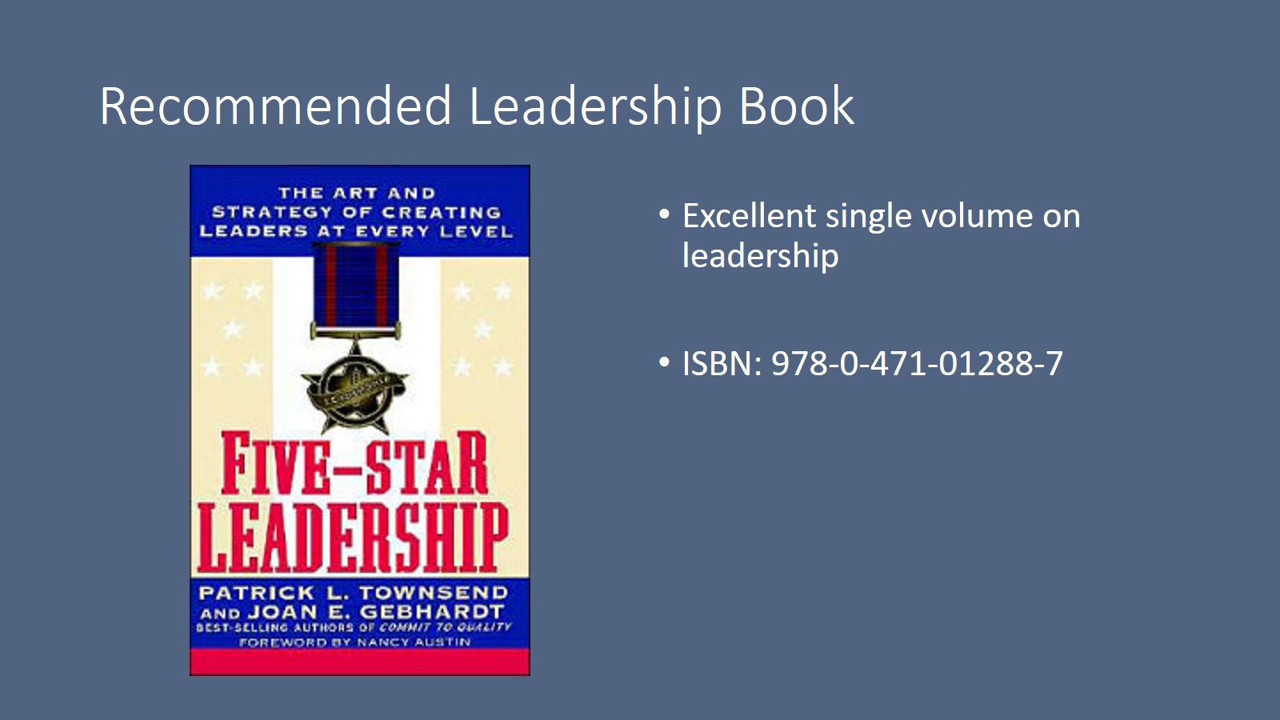 Recommended Leadership Book
THE ART AND
STRATEGY OF CREATING
LEADERS AT EVERY LEVEL
LEADERSHIP
FIVE-STAR
LEADERSHIP
PATRICK L. TOWNSEND
AND JOAN E. GEBHARDT
BEST-SELLING AUTHORS OF COMMIT TO QUALITY
FOREWORD BY NANCY AUSTIN
• Excellent single volume on
leadership
• ISBN: 978-0-471-01288-7